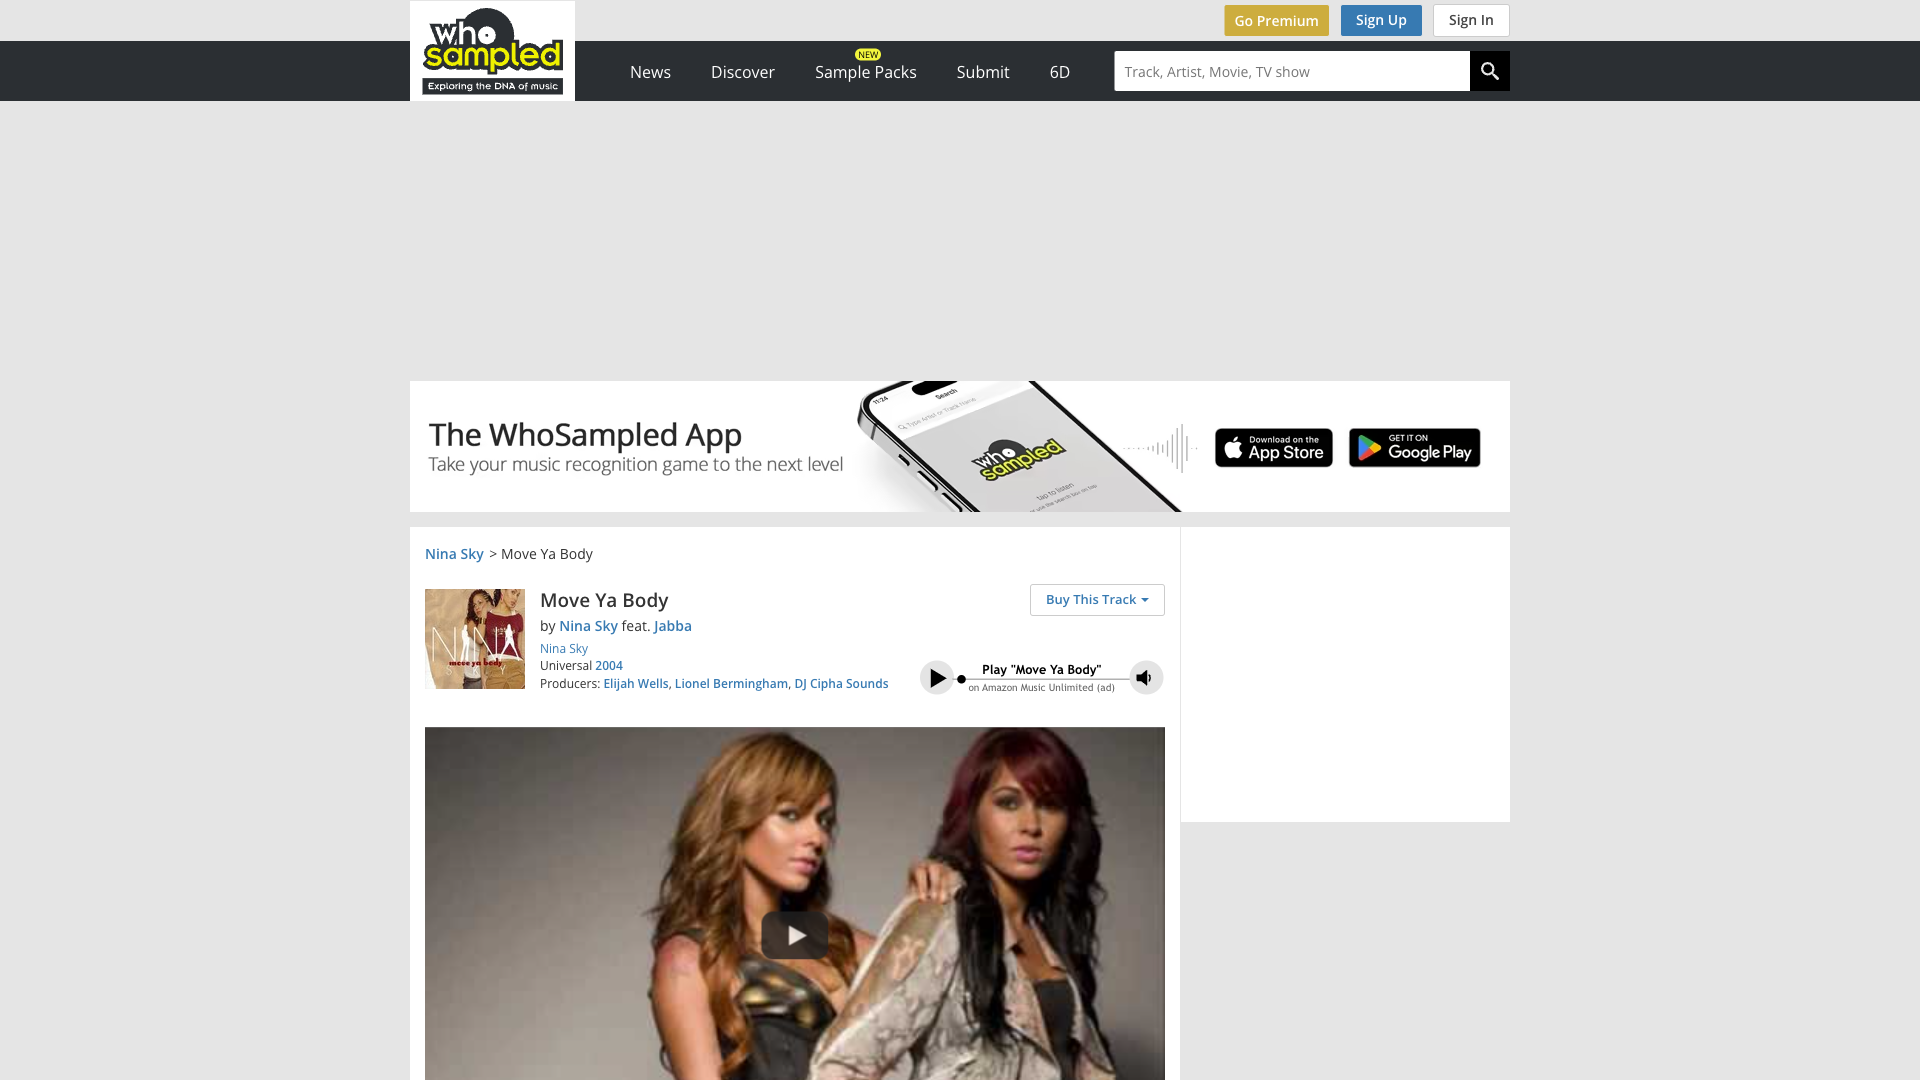 Go Premium
Sign Up
Sign In
who
sampled
Exploring the DNA of music
News
Discover
NEW
Sample Packs
Submit
6D
Track, Artist, Movie, TV show
The WhoSampled App
Take your music recognition game to the next level
11:24
Search
Type Artist or Track Name
who
sampled
tap to listen
Download on the
App Store
GET IT ON
Google Play
Nina Sky > Move Ya Body
NINA
move ya body
Move Ya Body
by Nina Sky feat. Jabba
Nina Sky
Universal 2004
Producers: Elijah Wells, Lionel Bermingham, DJ Cipha Sounds
Buy This Track
Play "Move Ya Body"
on Amazon Music Unlimited (ad)